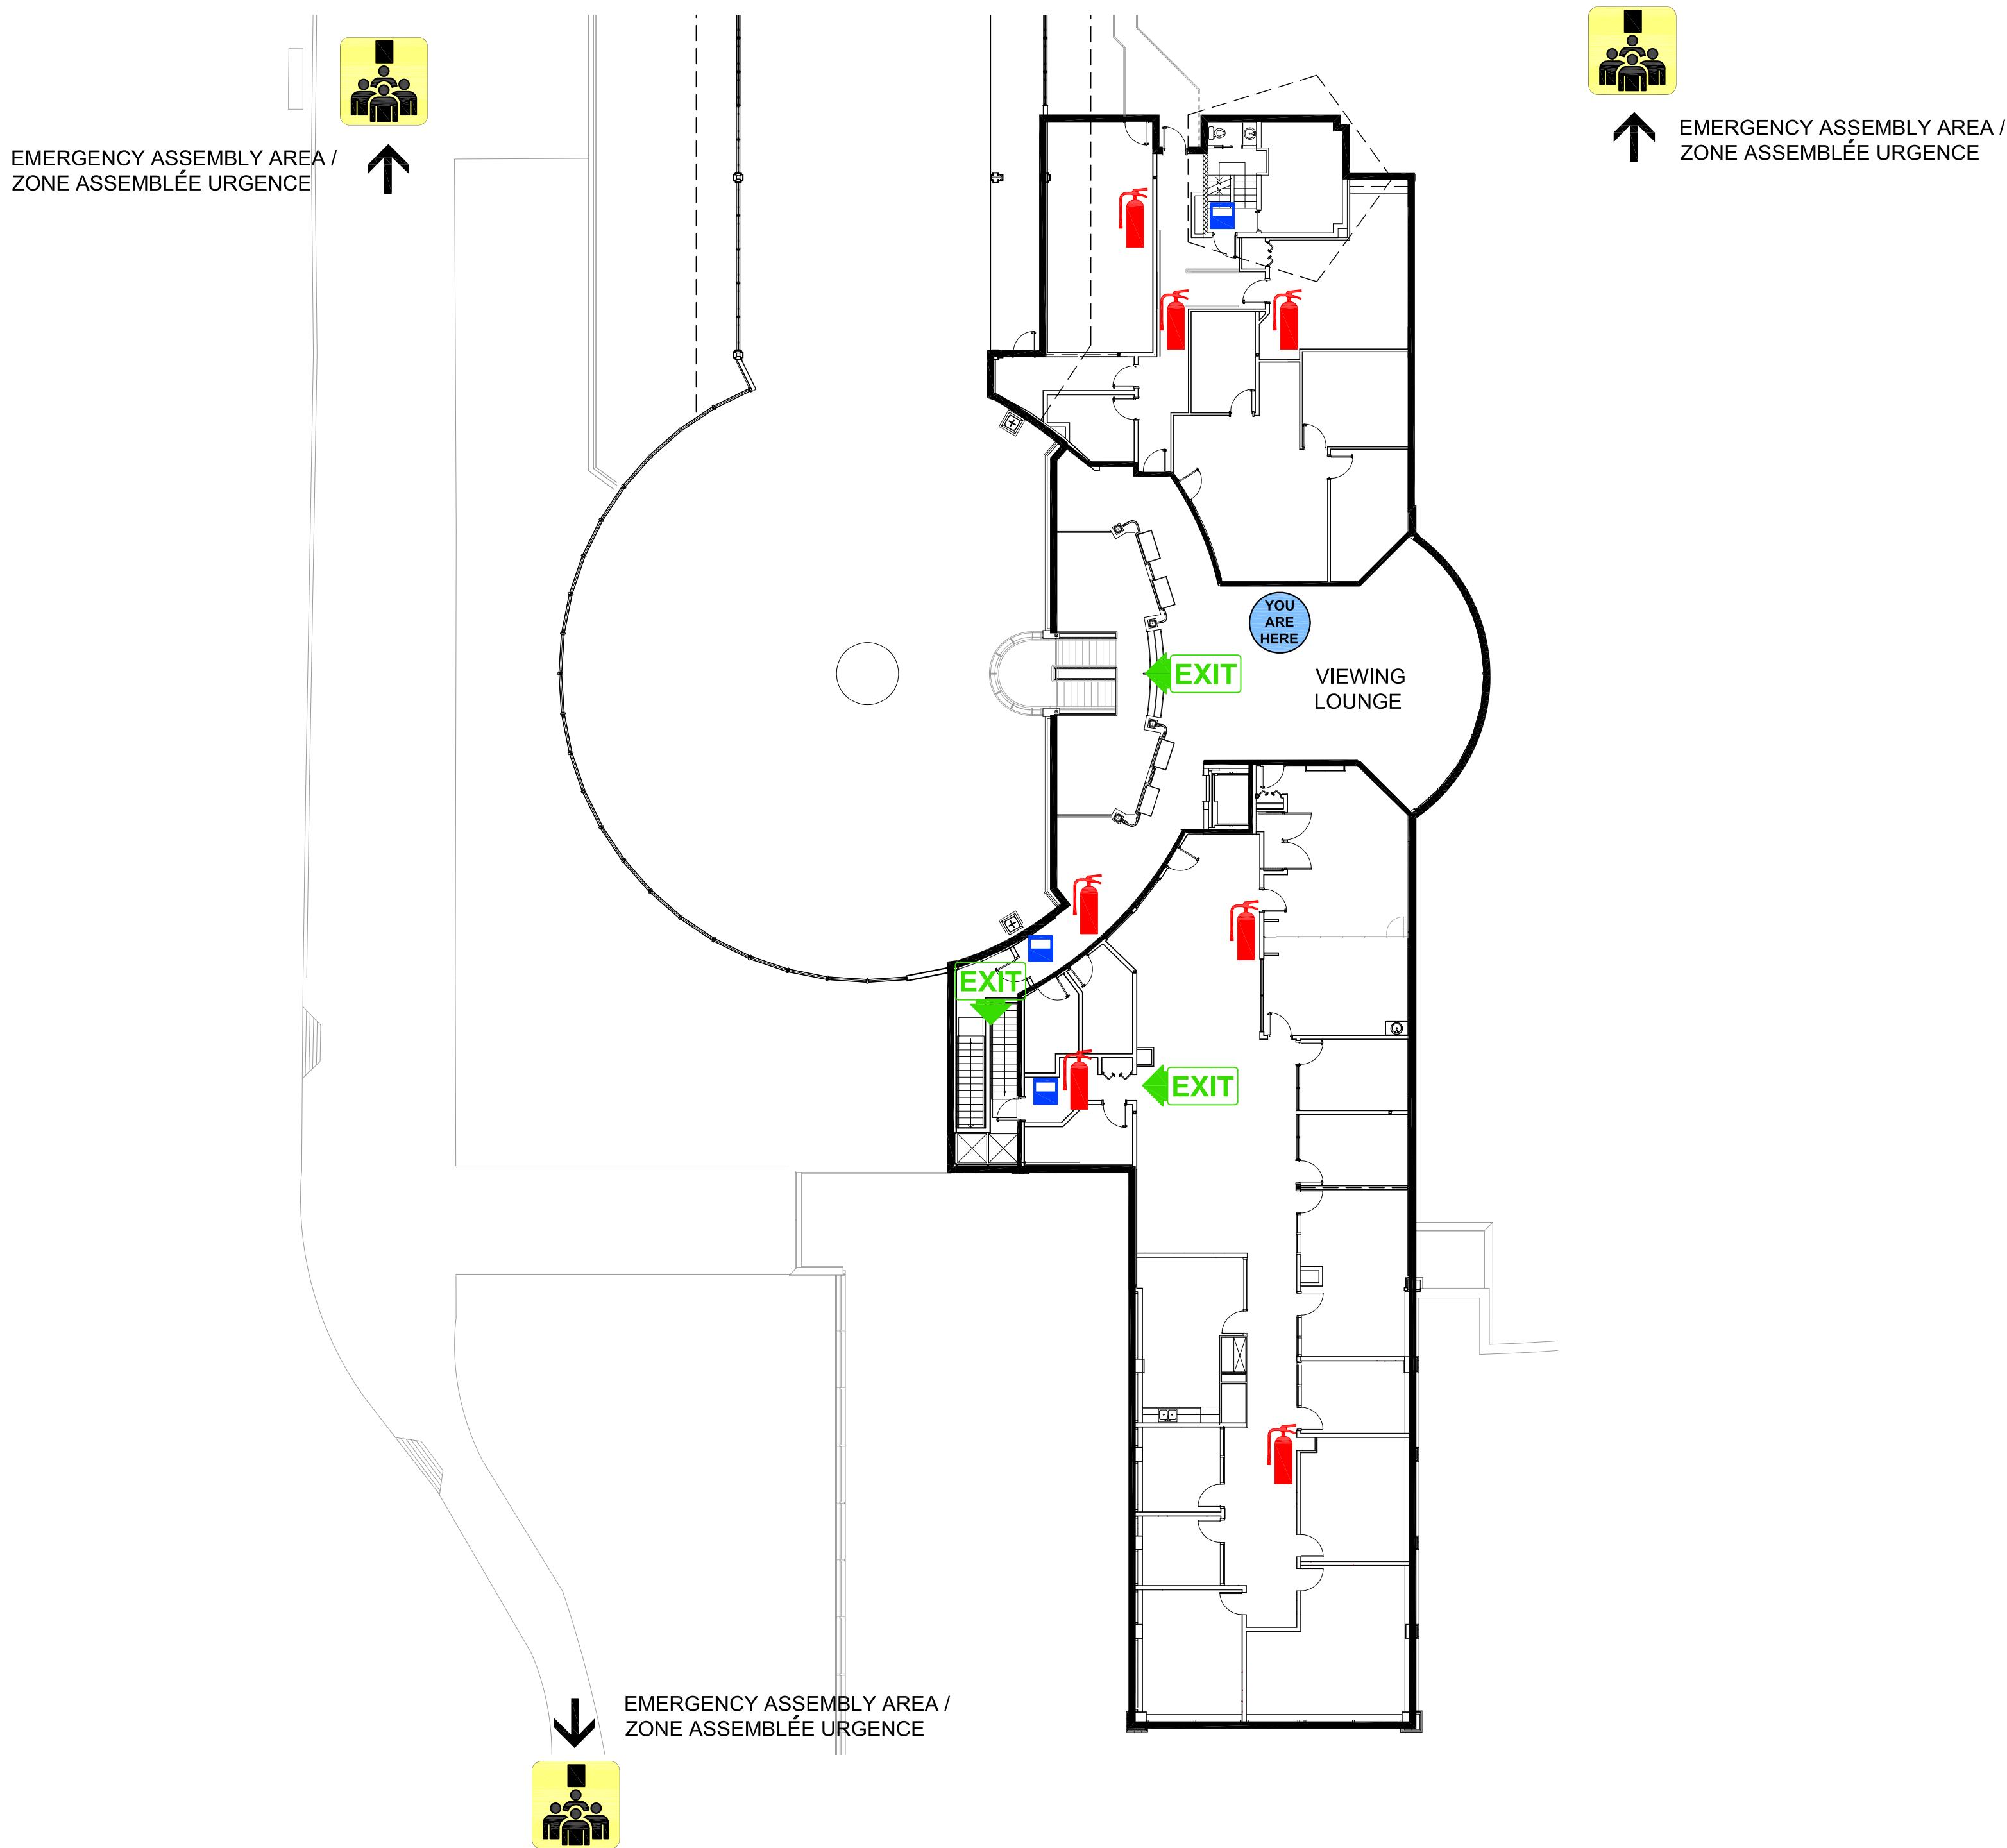 EMERGENCY ASSEMBLY AREA /
ZONE ASSEMBLÉE URGENCE
EMERGENCY ASSEMBLY AREA /
ZONE ASSEMBLÉE URGENCE
YOU
ARE
HERE
EXIT
VIEWING
LOUNGE
EXIT
EXIT
EMERGENCY ASSEMBLY AREA /
ZONE ASSEMBLÉE URGENCE